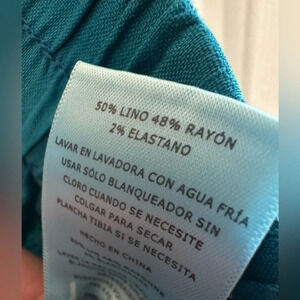 50% LINO 48% RAYÓN
2% ELASTANO
LAVAR EN LAVADORA CON AGUA FRÍA
USAR SÓLO BLANQUEADOR SIN
CLORO CUANDO SE NECESITE
COLGAR PARA SECAR
PLANCHA TIBIA SI SE NECESITA
HECHO EN CHINA